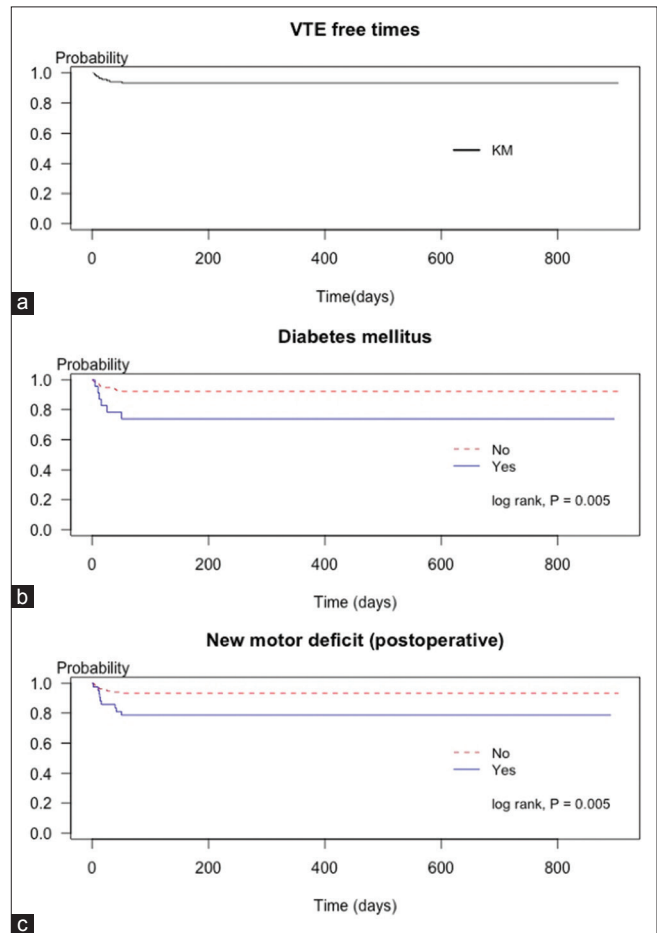 VTE free times
Probability
1.0
0.8
0.6
KM
0.4
0.2
0.0
0 200 400 600 800
Time(days)
a
Diabetes mellitus
Probability
1.0
0.8
0.6
No
0.4
Yes
0.2
log rank, P = 0.005
0.0
0 200 400 600 800
Time (days)
b
New motor deficit (postoperative)
Probability
1.0
0.8
0.6
No
0.4
Yes
0.2
log rank, P = 0.005
0.0
0 200 400 600 800
Time (days)
c